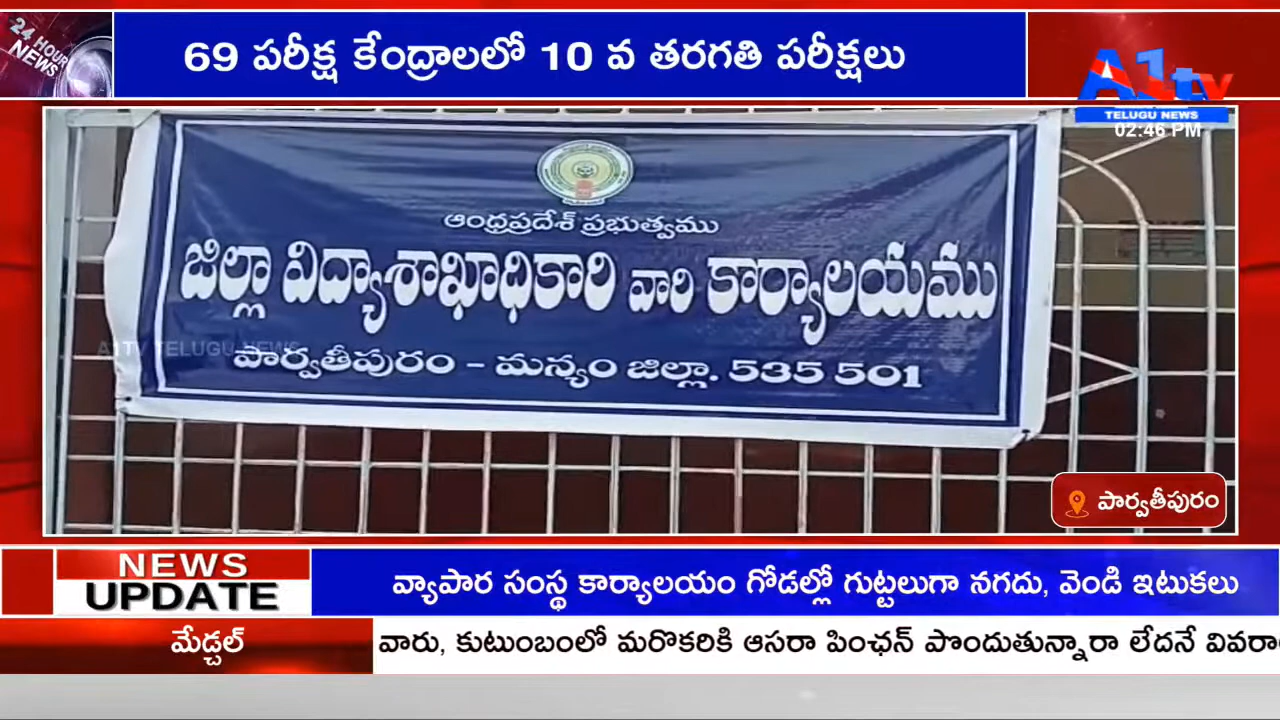 24 HOUR
NEWS
69 పరీక్ష కేంద్రాలలో 10 వ తరగతి పరీక్షలు
A1tv
TELUGU NEWS
02:46 PM
ఆంధ్రప్రదేశ్ ప్రభుత్వము
జిల్లా విద్యాశాఖాధికారి వారి కార్యాలయము
A1TV TELUGU NEWS
పార్వతీపురం - మన్యం జిల్లా. 535 501
పార్వతీపురం
NEWS
UPDATE
వ్యాపార సంస్థ కార్యాలయం గోడల్లో గుట్టలుగా నగదు, వెండి ఇటుకలు
మేడ్చల్
వారు, కుటుంబంలో మరొకరికి ఆసరా పింఛన్ పొందుతున్నారా లేదనే వివరా